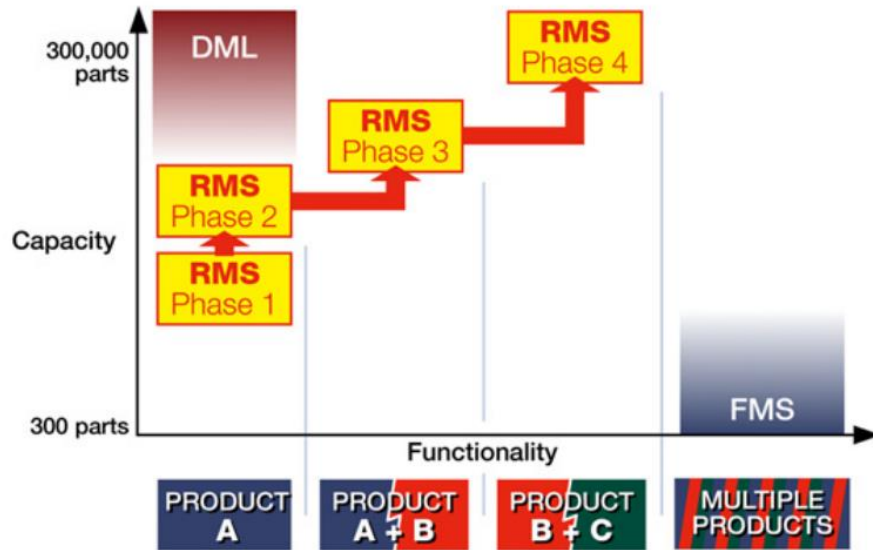 300,000
parts
DML
RMS
Phase 4
RMS
Phase 3
RMS
Phase 2
Capacity
RMS
Phase 1
FMS
300 parts
Functionality
PRODUCT
A
PRODUCT
A + B
PRODUCT
B + C
MULTIPLE
PRODUCTS